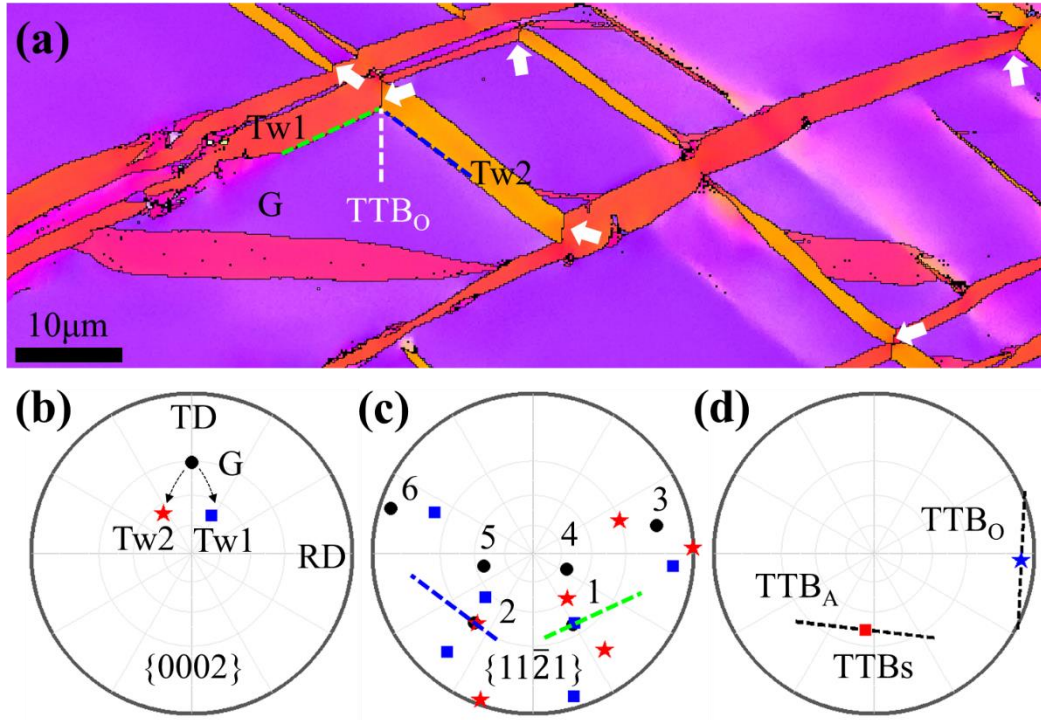 (a)
Tw1
Tw2
G
TTBO
10μm
(b)
TD
G
Tw2
Tw1
RD
{0002}
(c)
6
3
5
4
1
2
{112̄1}
(d)
TTBO
TTBA
TTBs